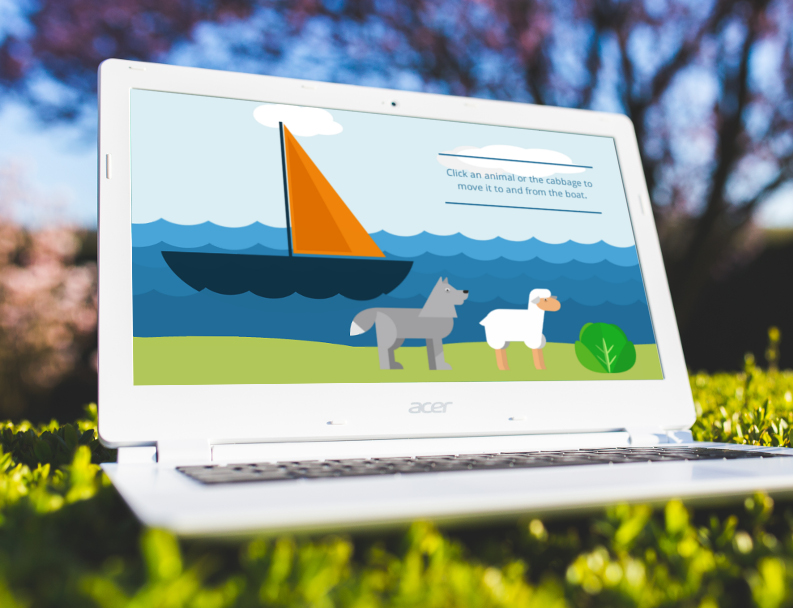 Click an animal or the cabbage to
move it to and from the boat.
acer